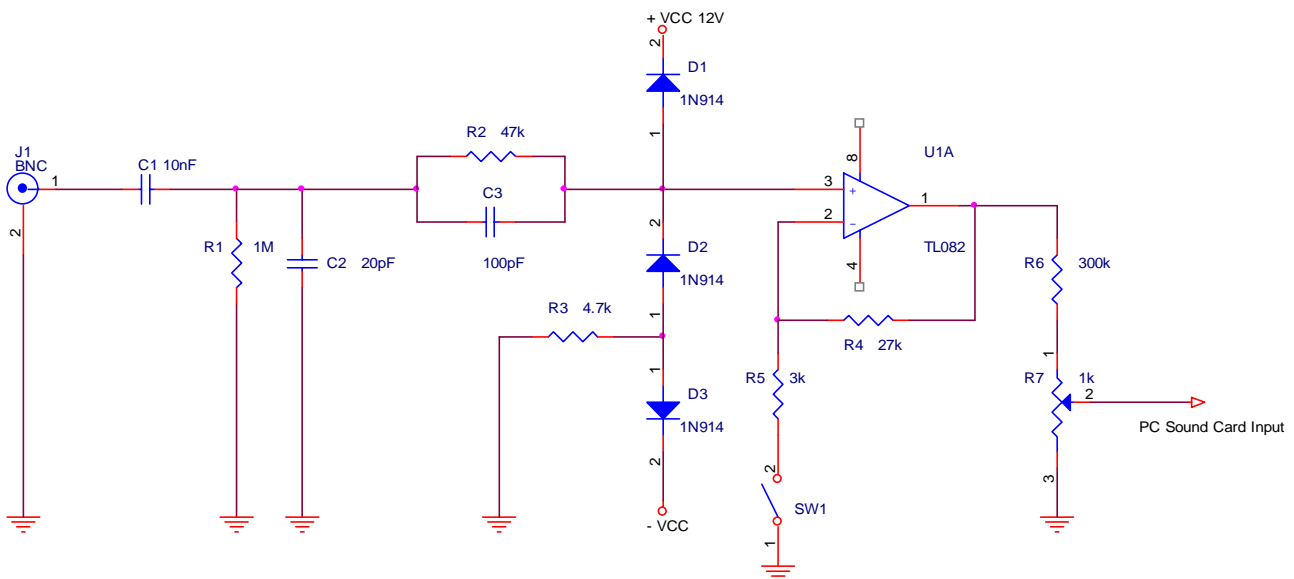 + VCC 12V
2
D1
1N914
1
R2 47k
J1
BNC
C1 10nF
1
C3
100pF
2
R1 1M
C2 20pF
2
D2
1N914
1
R3 4.7k
1
D3
1N914
2
- VCC
8
U1A
3
+
2
-
1
4
TL082
R4 27k
R5 3k
2
SW1
1
R6 300k
1
R7 1k
2
PC Sound Card Input
3